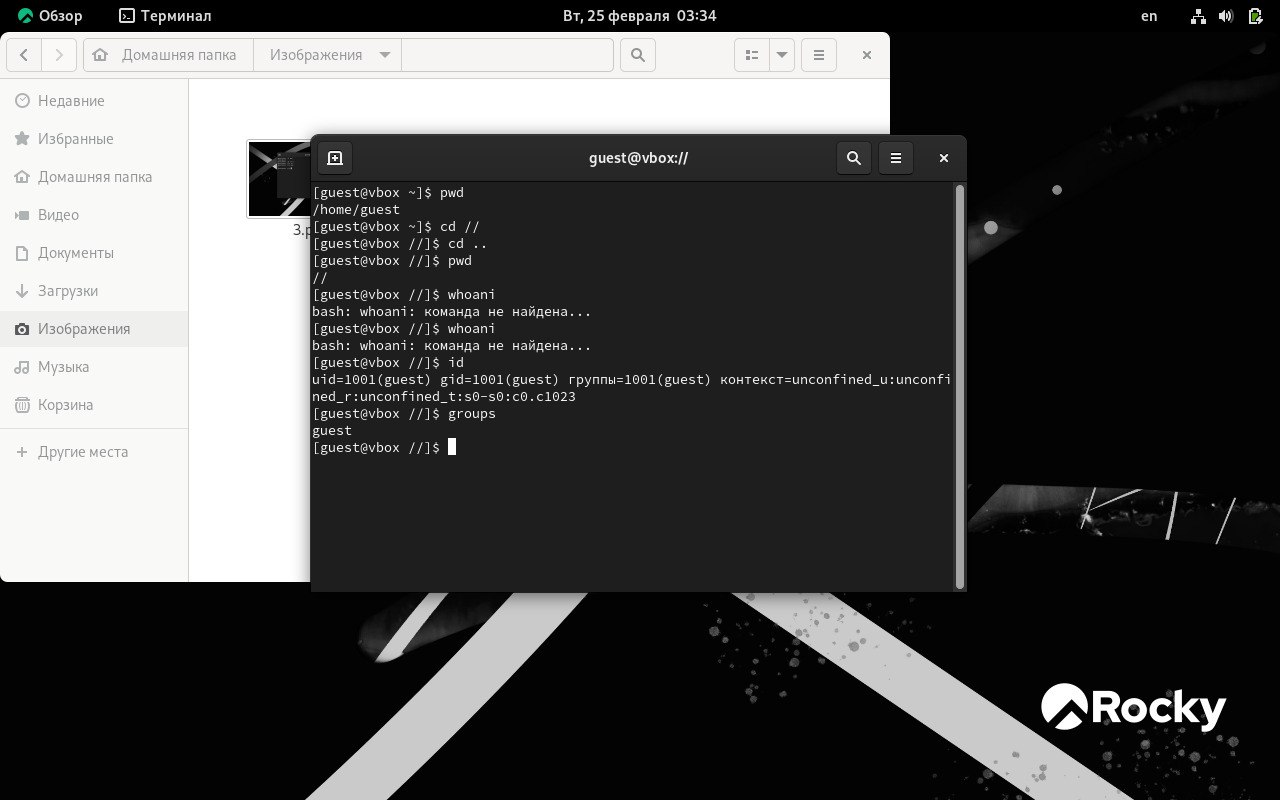 Обзор Терминал Вт, 25 февраля 03:34 en
Домашняя папка Изображения
Недавние
Избранные
Домашняя папка
Видео
Документы
Загрузки
Изображения
Музыка
Корзина
Другие места
3.p
guest@vbox://
[guest@vbox ~]$ pwd
/home/guest
[guest@vbox ~]$ cd //
[guest@vbox //]$ cd ..
[guest@vbox //]$ pwd
//
[guest@vbox //]$ whoani
bash: whoani: команда не найдена...
[guest@vbox //]$ whoani
bash: whoani: команда не найдена...
[guest@vbox //]$ id
uid=1001(guest) gid=1001(guest) группы=1001(guest) контекст=unconfined_u:unconfi
ned_r:unconfined_t:s0-s0:c0.c1023
[guest@vbox //]$ groups
guest
[guest@vbox //]$
Rocky